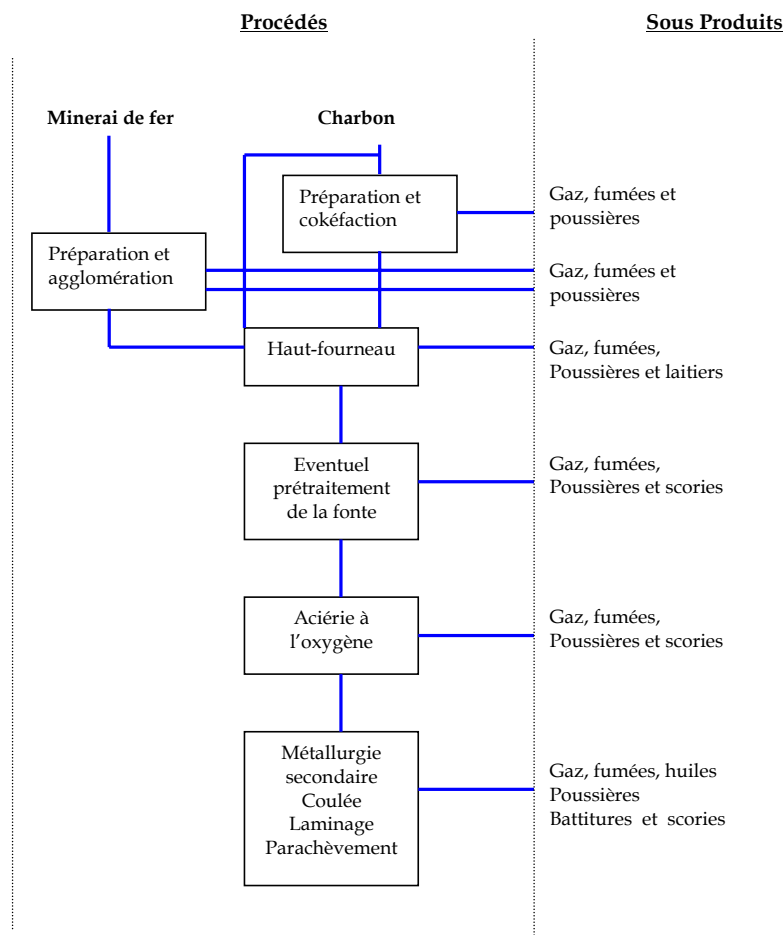 Procédés
Sous Produits
Minerai de fer
Charbon
Préparation et
cokéfaction
Gaz, fumées et
poussières
Préparation et
agglomération
Gaz, fumées et
poussières
Haut-fourneau
Gaz, fumées,
Poussières et laitiers
Eventuel
prétraitement
de la fonte
Gaz, fumées,
Poussières et scories
Aciérie à
l’oxygène
Gaz, fumées,
Poussières et scories
Métallurgie
secondaire
Coulée
Laminage
Parachèvement
Gaz, fumées, huiles
Poussières
Battitures et scories